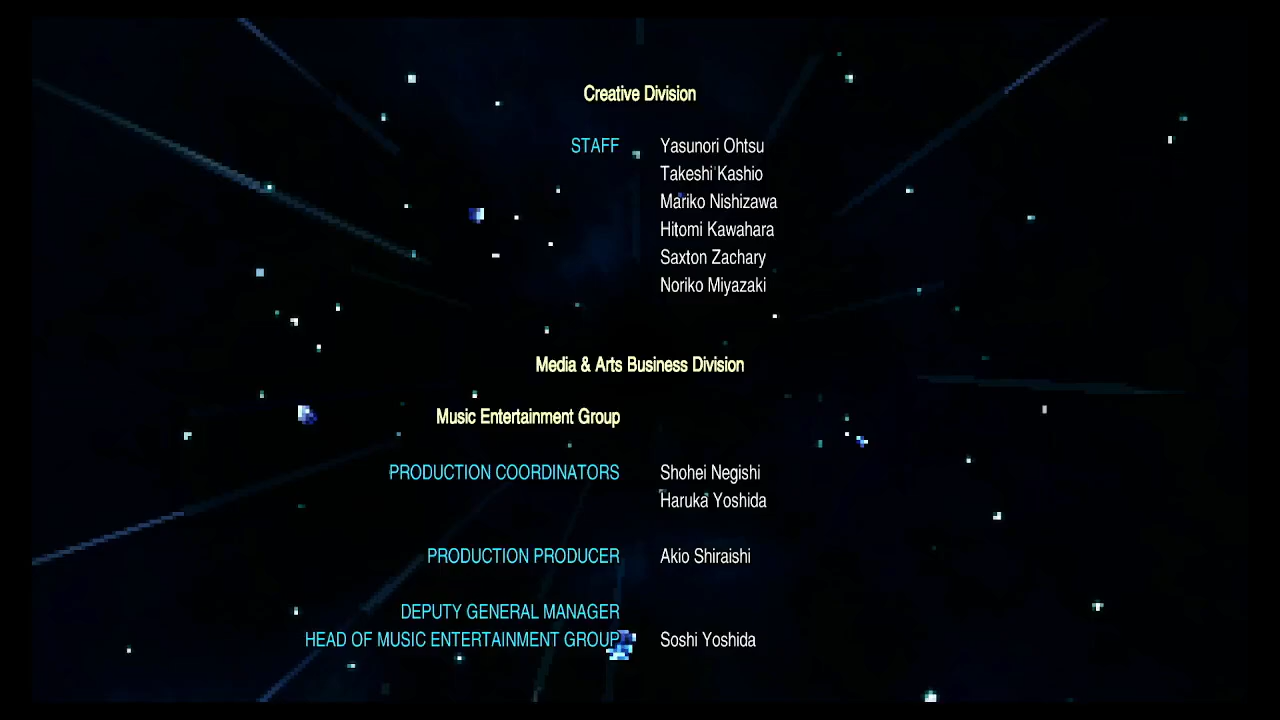 Creative Division
STAFF Yasunori Ohtsu
Takeshi Kashio
Mariko Nishizawa
Hitomi Kawahara
Saxton Zachary
Noriko Miyazaki
Media & Arts Business Division
Music Entertainment Group
PRODUCTION COORDINATORS Shohei Negishi
Haruka Yoshida
PRODUCTION PRODUCER Akio Shiraishi
DEPUTY GENERAL MANAGER
HEAD OF MUSIC ENTERTAINMENT GROUP Soshi Yoshida